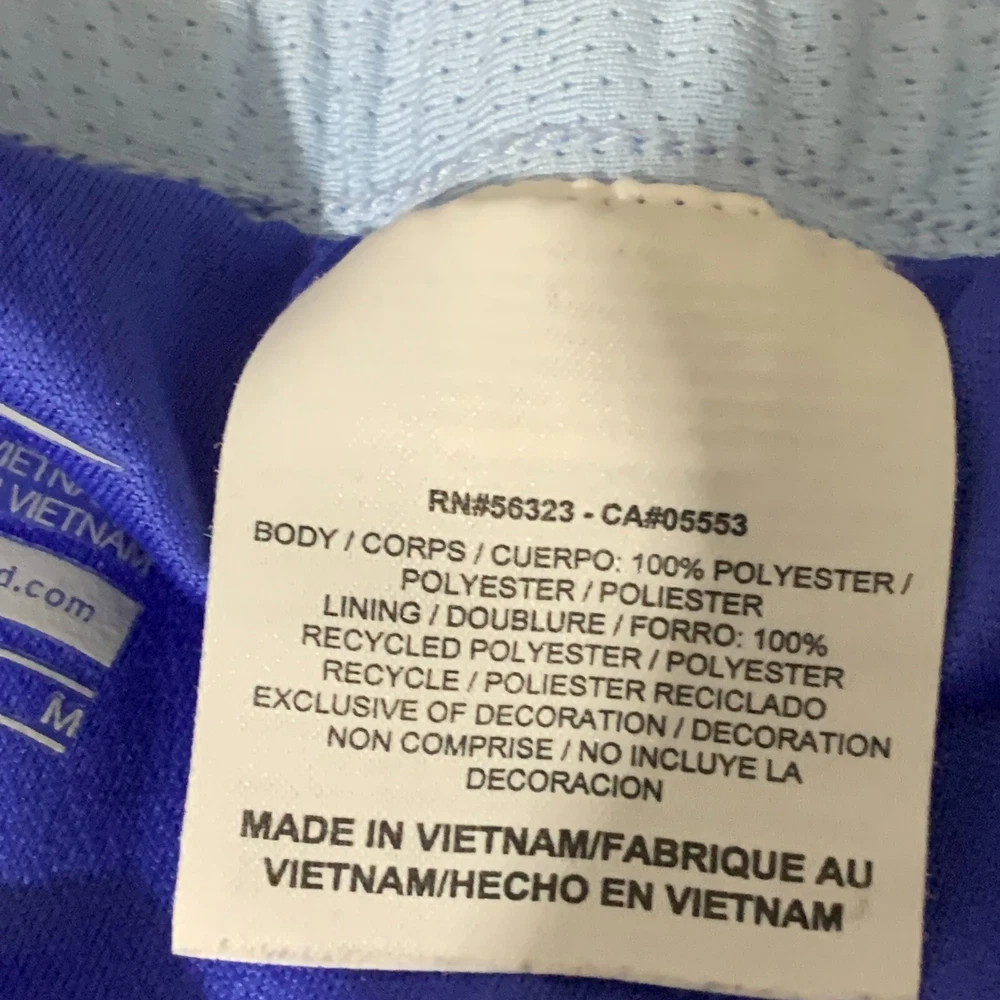 RN#56323 - CA#05553
BODY / CORPS / CUERPO: 100% POLYESTER /
POLYESTER / POLIESTER
LINING / DOUBLURE / FORRO: 100%
RECYCLED POLYESTER / POLYESTER
RECYCLE / POLIESTER RECICLADO
EXCLUSIVE OF DECORATION / DECORATION
NON COMPRISE / NO INCLUYE LA
DECORACION
MADE IN VIETNAM/FABRIQUE AU
VIETNAM/HECHO EN VIETNAM
VIETNAM
d.com
M